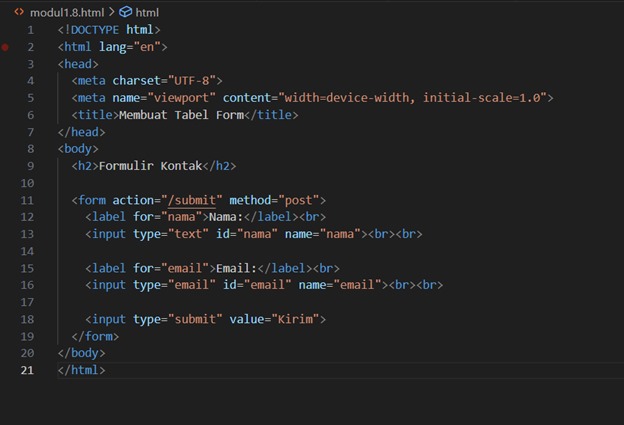 modul1.8.html > html
1 <!DOCTYPE html>
2 <html lang="en">
3 <head>
4 <meta charset="UTF-8">
5 <meta name="viewport" content="width=device-width, initial-scale=1.0">
6 <title>Membuat Tabel Form</title>
7 </head>
8 <body>
9 <h2>Formulir Kontak</h2>
10
11 <form action="/submit" method="post">
12 <label for="nama">Nama:</label><br>
13 <input type="text" id="nama" name="nama"><br><br>
14
15 <label for="email">Email:</label><br>
16 <input type="email" id="email" name="email"><br><br>
17
18 <input type="submit" value="Kirim">
19 </form>
20 </body>
21 </html>